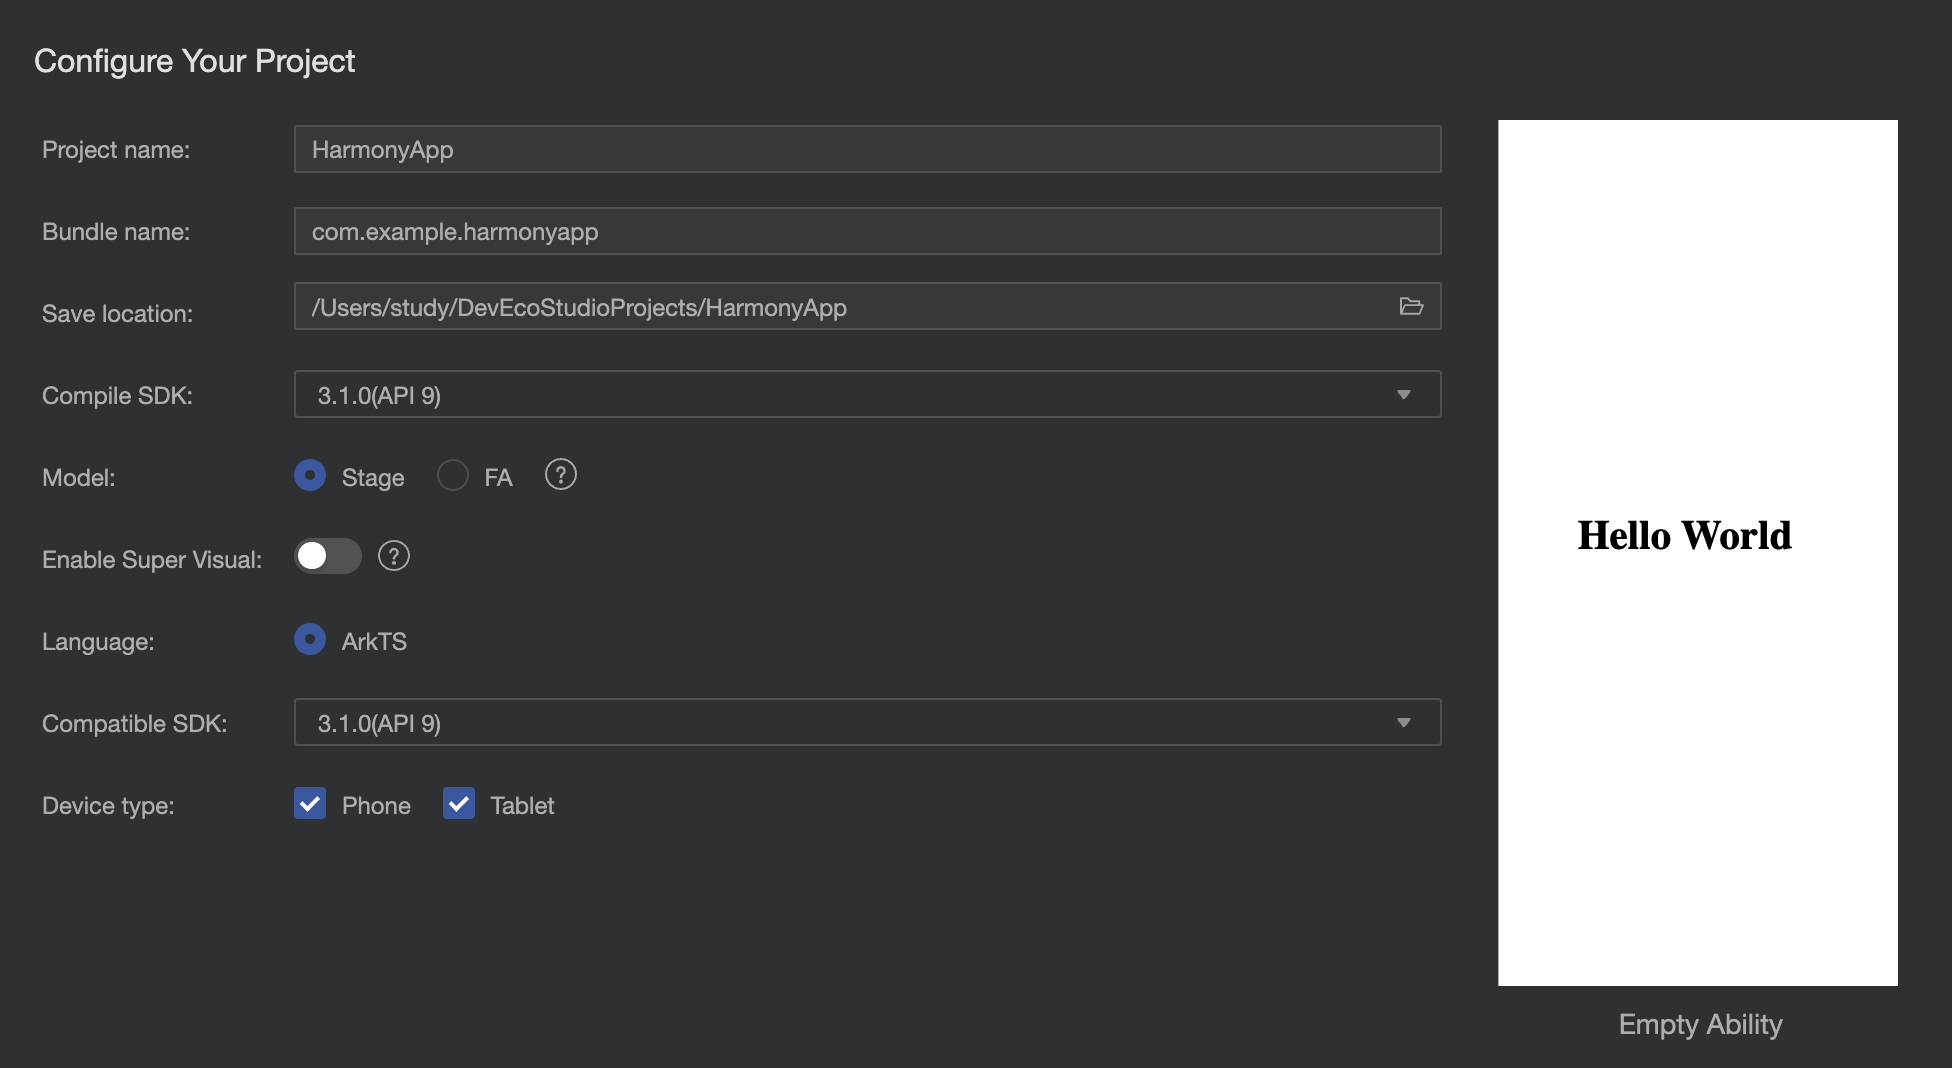 Configure Your Project
Project name: HarmonyApp
Bundle name: com.example.harmonyapp
Save location: /Users/study/DevEcoStudioProjects/HarmonyApp
Compile SDK: 3.1.0(API 9)
Model: Stage FA ?
Enable Super Visual: ?
Language: ArkTS
Compatible SDK: 3.1.0(API 9)
Device type: Phone Tablet
Hello World
Empty Ability